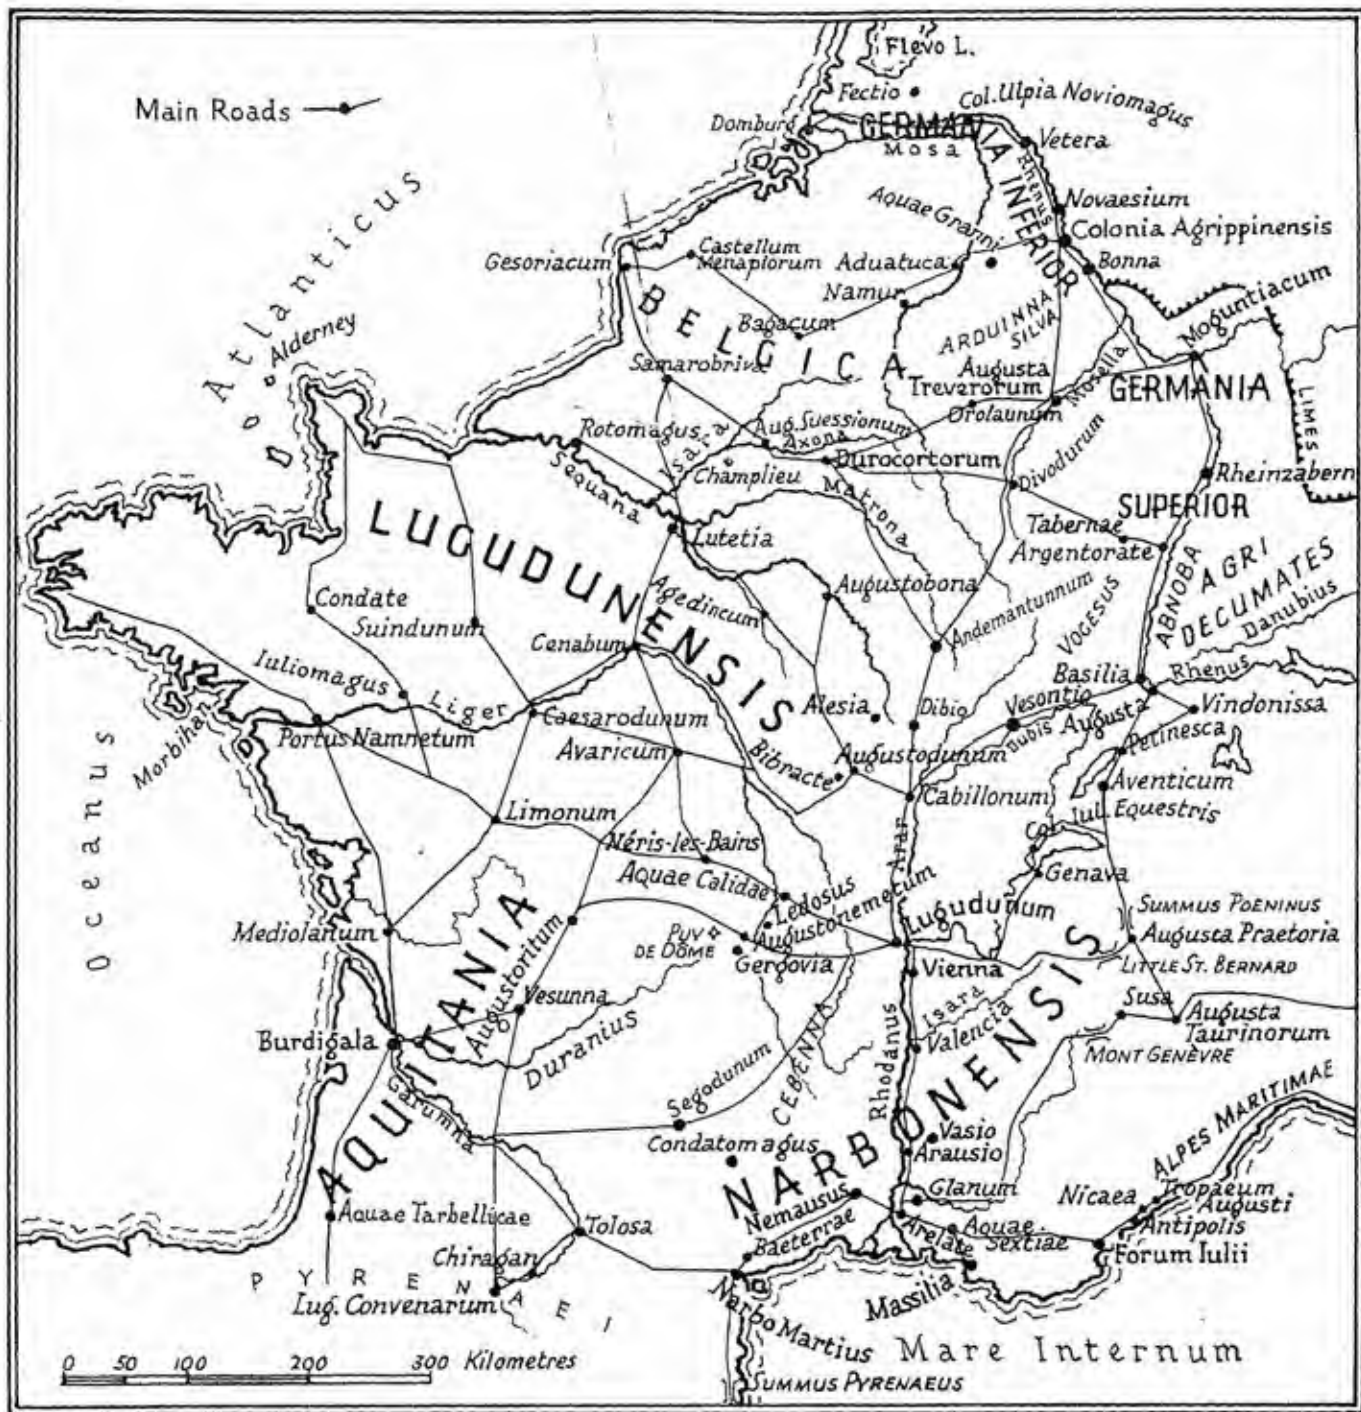 Main Roads
Flevo L.
Fectio
Col. Ulpia Noviomagus
Domburg
GERMANIA INFERIOR
Mosa
Vetera
Rhenus
Novaesium
Aquae Granni
Colonia Agrippinensis
Atlanticus
Oceanus
Alderney
Gesoriacum
Castellum
Menapiorum
Aduatuca
Bonna
Namur
BELGICA
Bagacum
ARDUINNA
SILVA
Moguntiacum
Samarobriva
Augusta
Treverorum
Mosella
GERMANIA
SUPERIOR
LIMES
Orolaunum
Rotomagus
Isara
Aug. Suessionum
Axona
Sequana
Champlieu
Durocortorum
Divodurum
Rheinzabern
Matrona
LUGUDUNENSIS
Lutetia
Tabernae
Argentorate
AGRI
DECUMATES
ABNOBA
Danubius
Condate
Suindunum
Agedincum
Augustobona
Andemantunnum
VOGESUS
Cenabum
Iuliomagus
Liger
Basilia
Rhenus
Morbihan
Portus Namnetum
Caesarodunum
Alesia
Dibio
Vesontio
Dubis
Augusta
Vindonissa
Avaricum
Bibracte
Augustodunum
Petinesca
Cabillonum
Aventicum
Limonum
Col. Iul. Equestris
Arar
Néris-les-Bains
Aquae Calidae
Genava
Ledosus
Augustonemetum
Lugudunum
SUMMUS POENINUS
Mediolanum
AQUITANIA
Augustoritum
PUY
DE DÔME
Gergovia
Augusta Praetoria
LITTLE ST. BERNARD
Vienna
Vesunna
Isara
Susa
Augusta
Taurinorum
Burdigala
Duranius
Valencia
MONT GENÈVRE
Rhodanus
CEBENNA
Segodunum
Garumna
NARBONENSIS
Condatomagus
Vasio
Arausio
ALPES MARITIMAE
Nemausus
Glanum
Nicaea
Tropaeum
Augusti
Aquae Tarbellicae
Tolosa
Baeterrae
Arelate
Aquae
Sextiae
Antipolis
Chiragan
Forum Iulii
PYRENAEI
Lug. Convenarum
Massilia
Narbo Martius
Mare Internum
0 50 100 200 300 Kilometres
SUMMUS PYRENAEUS